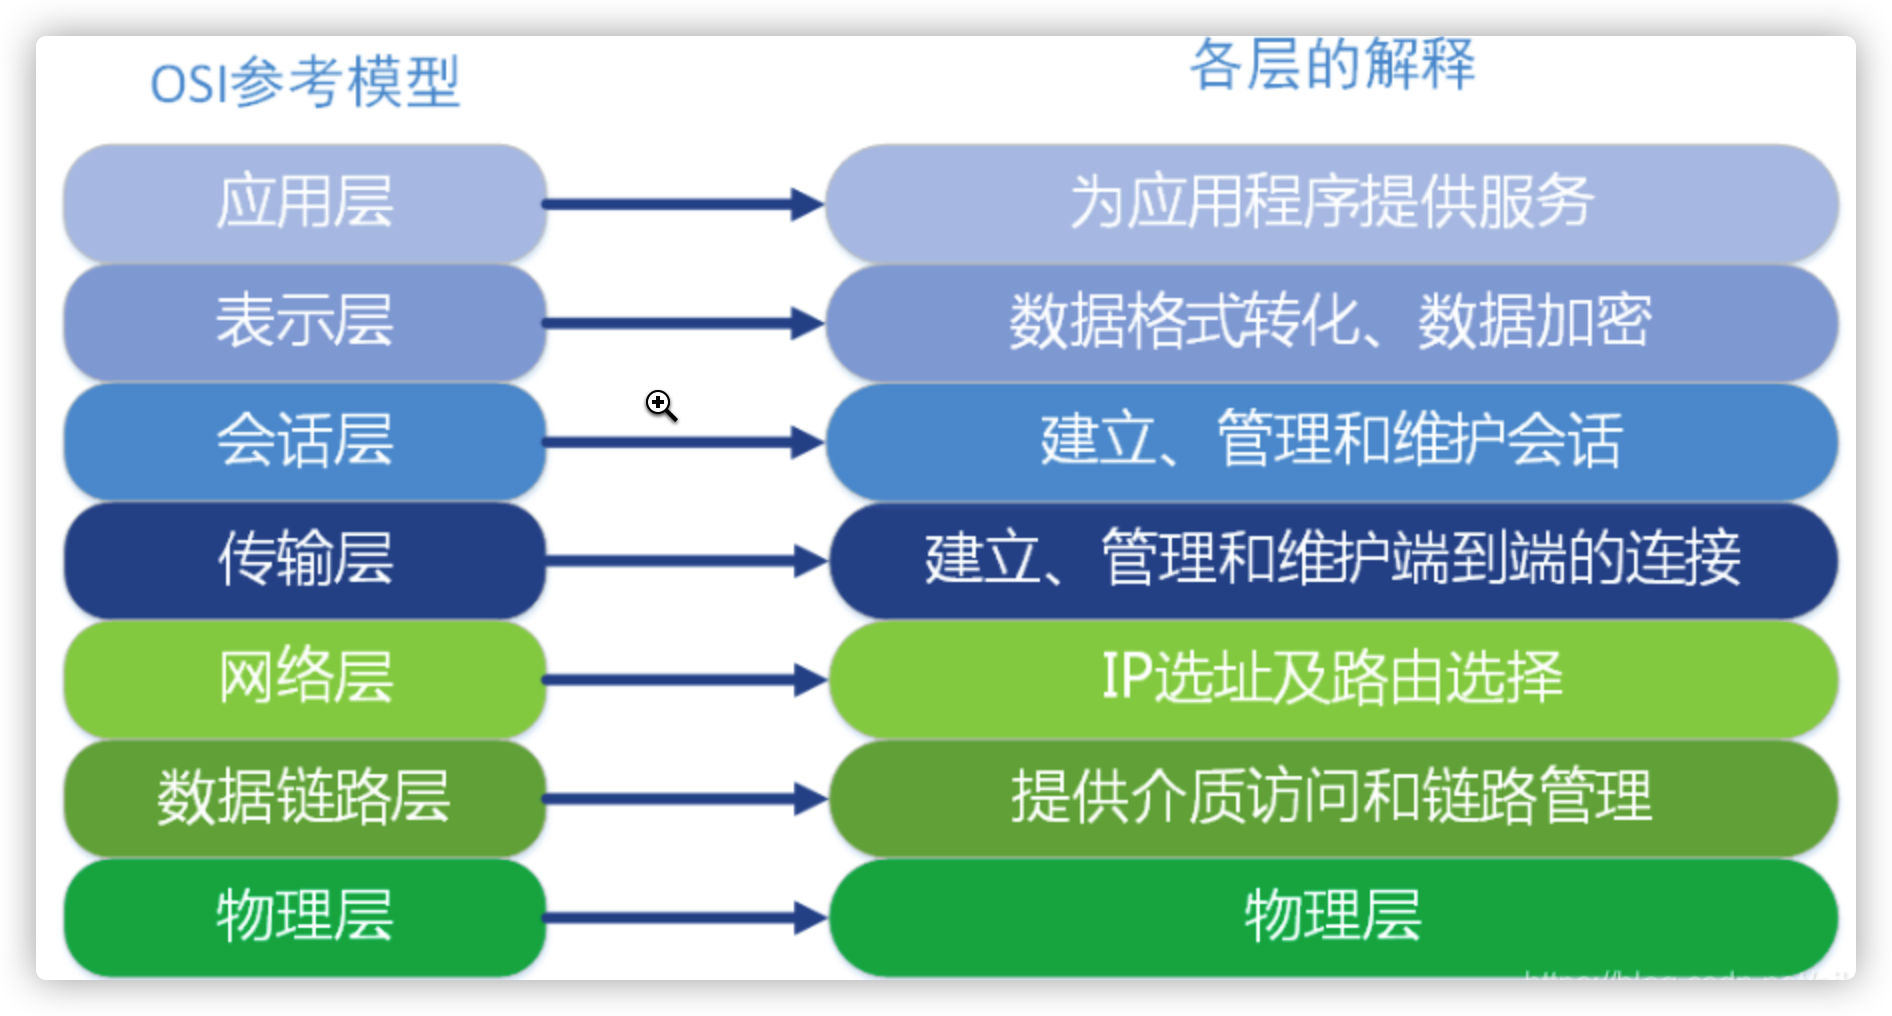 OSI参考模型
各层的解释
应用层
为应用程序提供服务
表示层
数据格式转化、数据加密
会话层
建立、管理和维护会话
传输层
建立、管理和维护端到端的连接
网络层
IP选址及路由选择
数据链路层
提供介质访问和链路管理
物理层
物理层